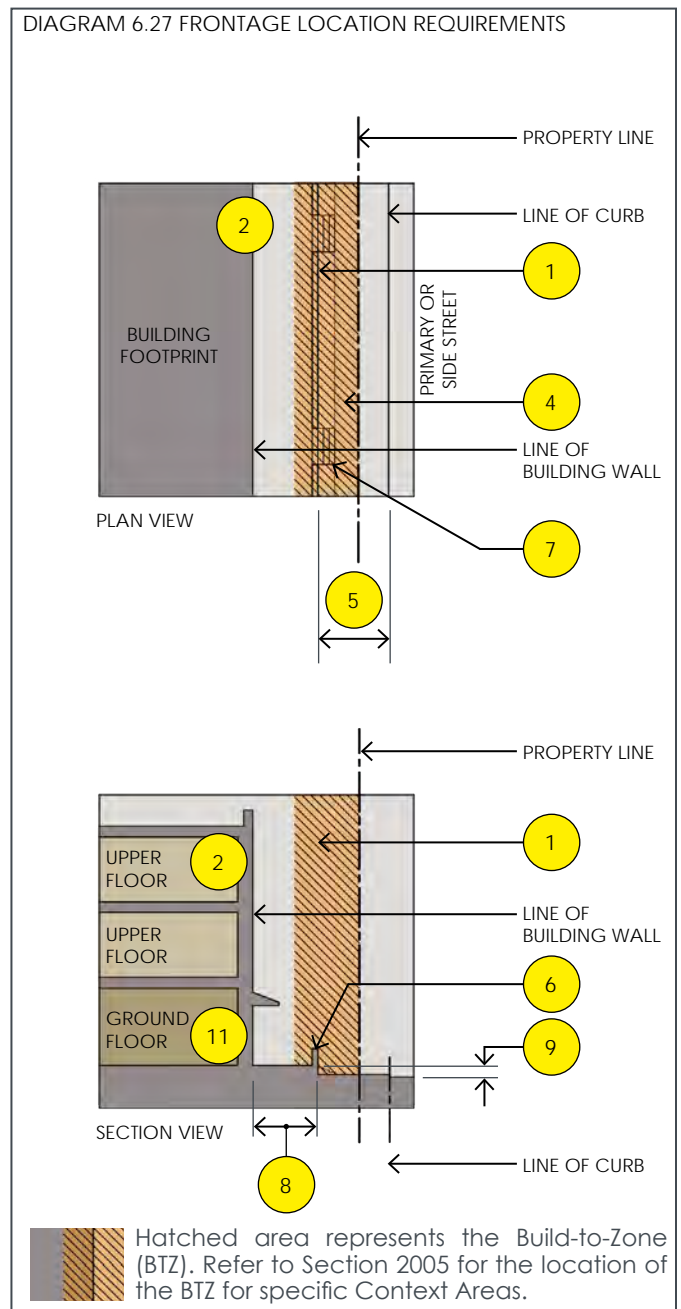 DIAGRAM 6.27 FRONTAGE LOCATION REQUIREMENTS
PROPERTY LINE
LINE OF CURB
2
1
PRIMARY OR
SIDE STREET
BUILDING
FOOTPRINT
4
LINE OF
BUILDING WALL
PLAN VIEW
7
5
PROPERTY LINE
UPPER
FLOOR
2
1
LINE OF
BUILDING WALL
UPPER
FLOOR
6
GROUND
FLOOR
11
9
SECTION VIEW
LINE OF CURB
8
Hatched area represents the Build-to-Zone
(BTZ). Refer to Section 2005 for the location of
the BTZ for specific Context Areas.